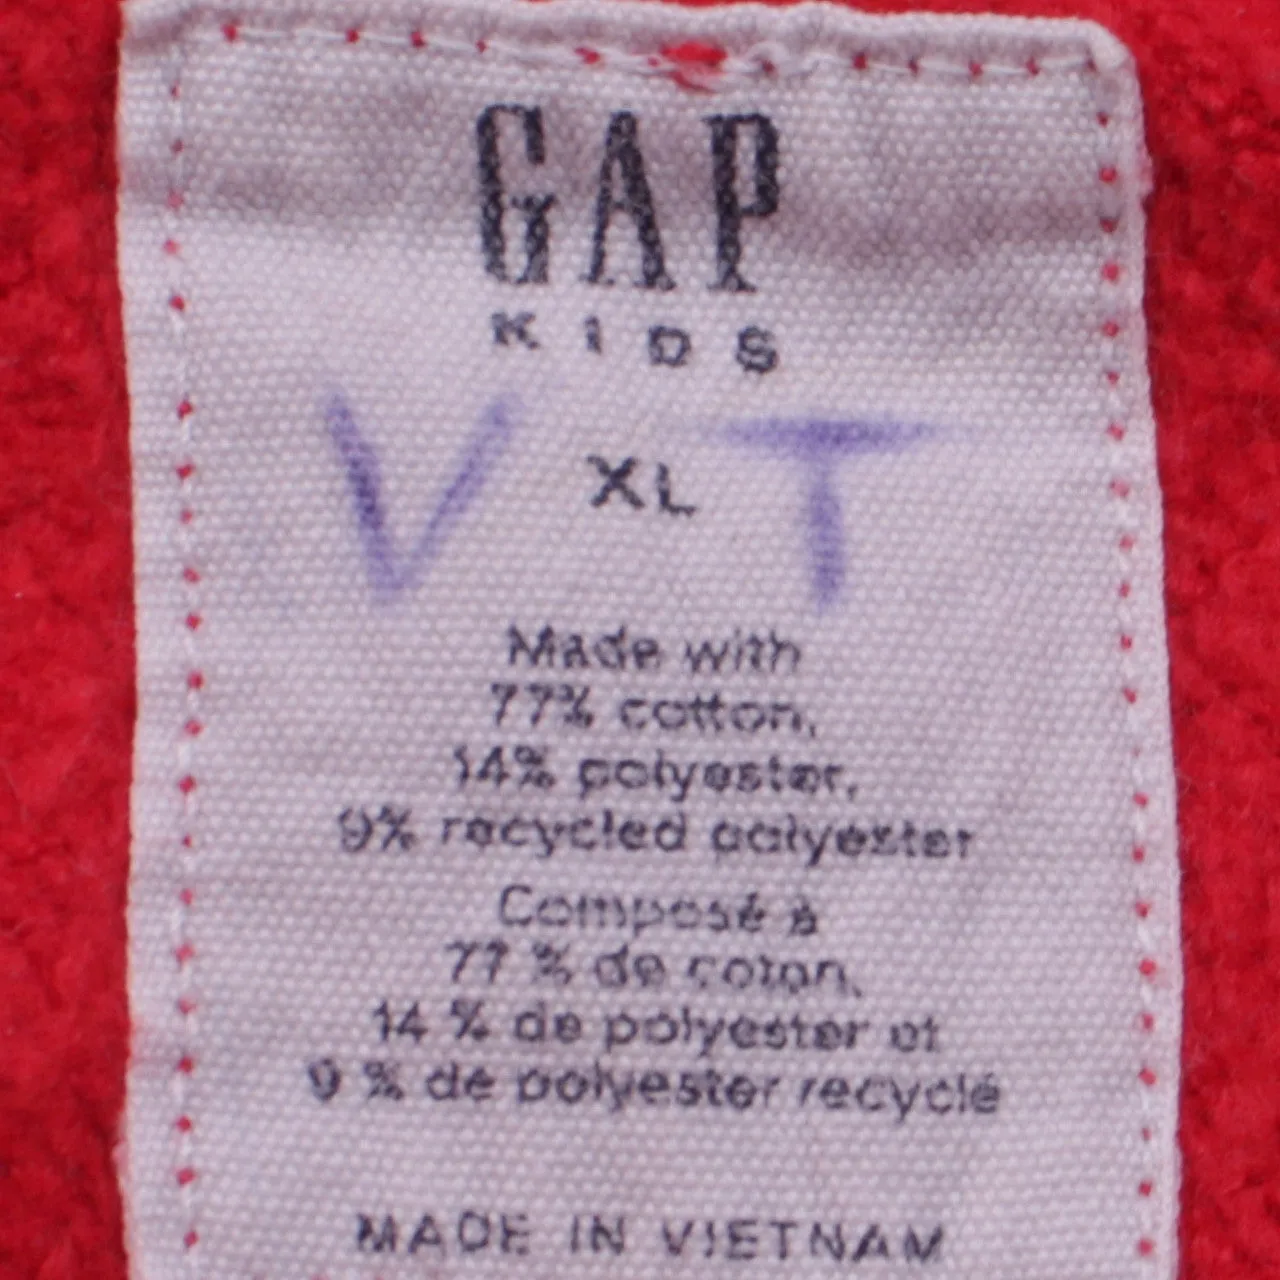 GAP
KIDS
V XL T
Made with
77% cotton,
14% polyester,
9% recycled polyester
Composé à
77 % de coton,
14 % de polyester et
9 % de polyester recyclé
MADE IN VIETNAM